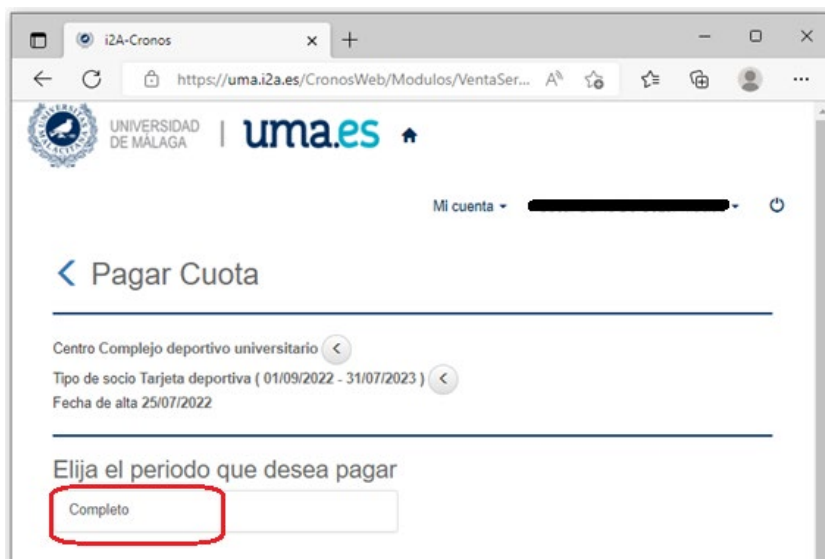 i2A-Cronos
https://uma.i2a.es/CronosWeb/Modulos/VentaSer...
UNIVERSIDAD
DE MÁLAGA | uma.es
Mi cuenta
Pagar Cuota
Centro Complejo deportivo universitario
Tipo de socio Tarjeta deportiva ( 01/09/2022 - 31/07/2023 )
Fecha de alta 25/07/2022
Elija el periodo que desea pagar
Completo